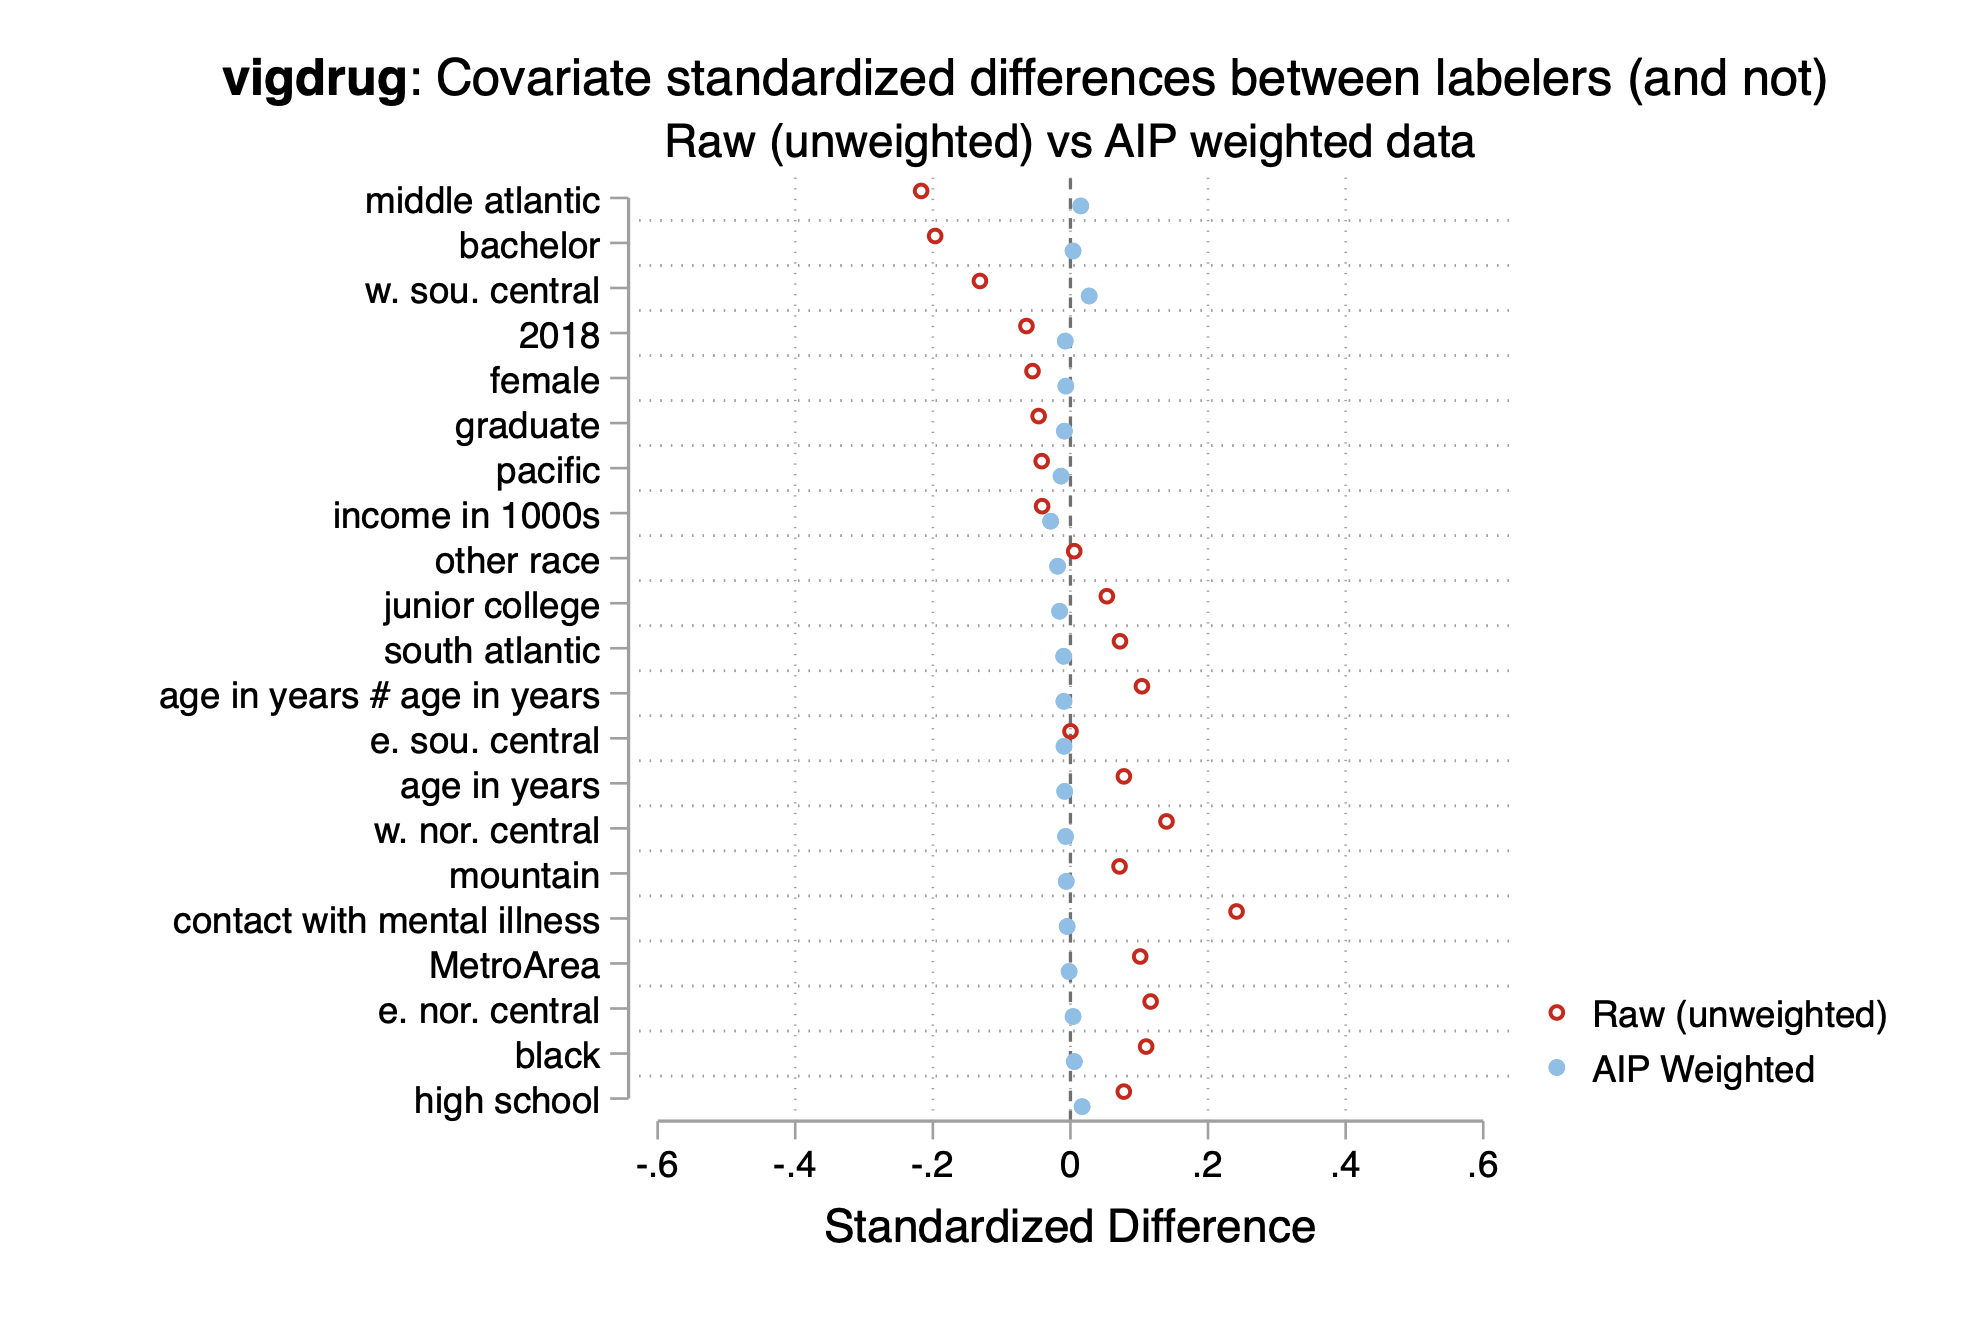 vigdrug: Covariate standardized differences between labelers (and not)
Raw (unweighted) vs AIP weighted data
middle atlantic
bachelor
w. sou. central
2018
female
graduate
pacific
income in 1000s
other race
junior college
south atlantic
age in years # age in years
e. sou. central
age in years
w. nor. central
mountain
contact with mental illness
MetroArea
e. nor. central
black
high school
Raw (unweighted)
AIP Weighted
-.6 -.4 -.2 0 .2 .4 .6
Standardized Difference